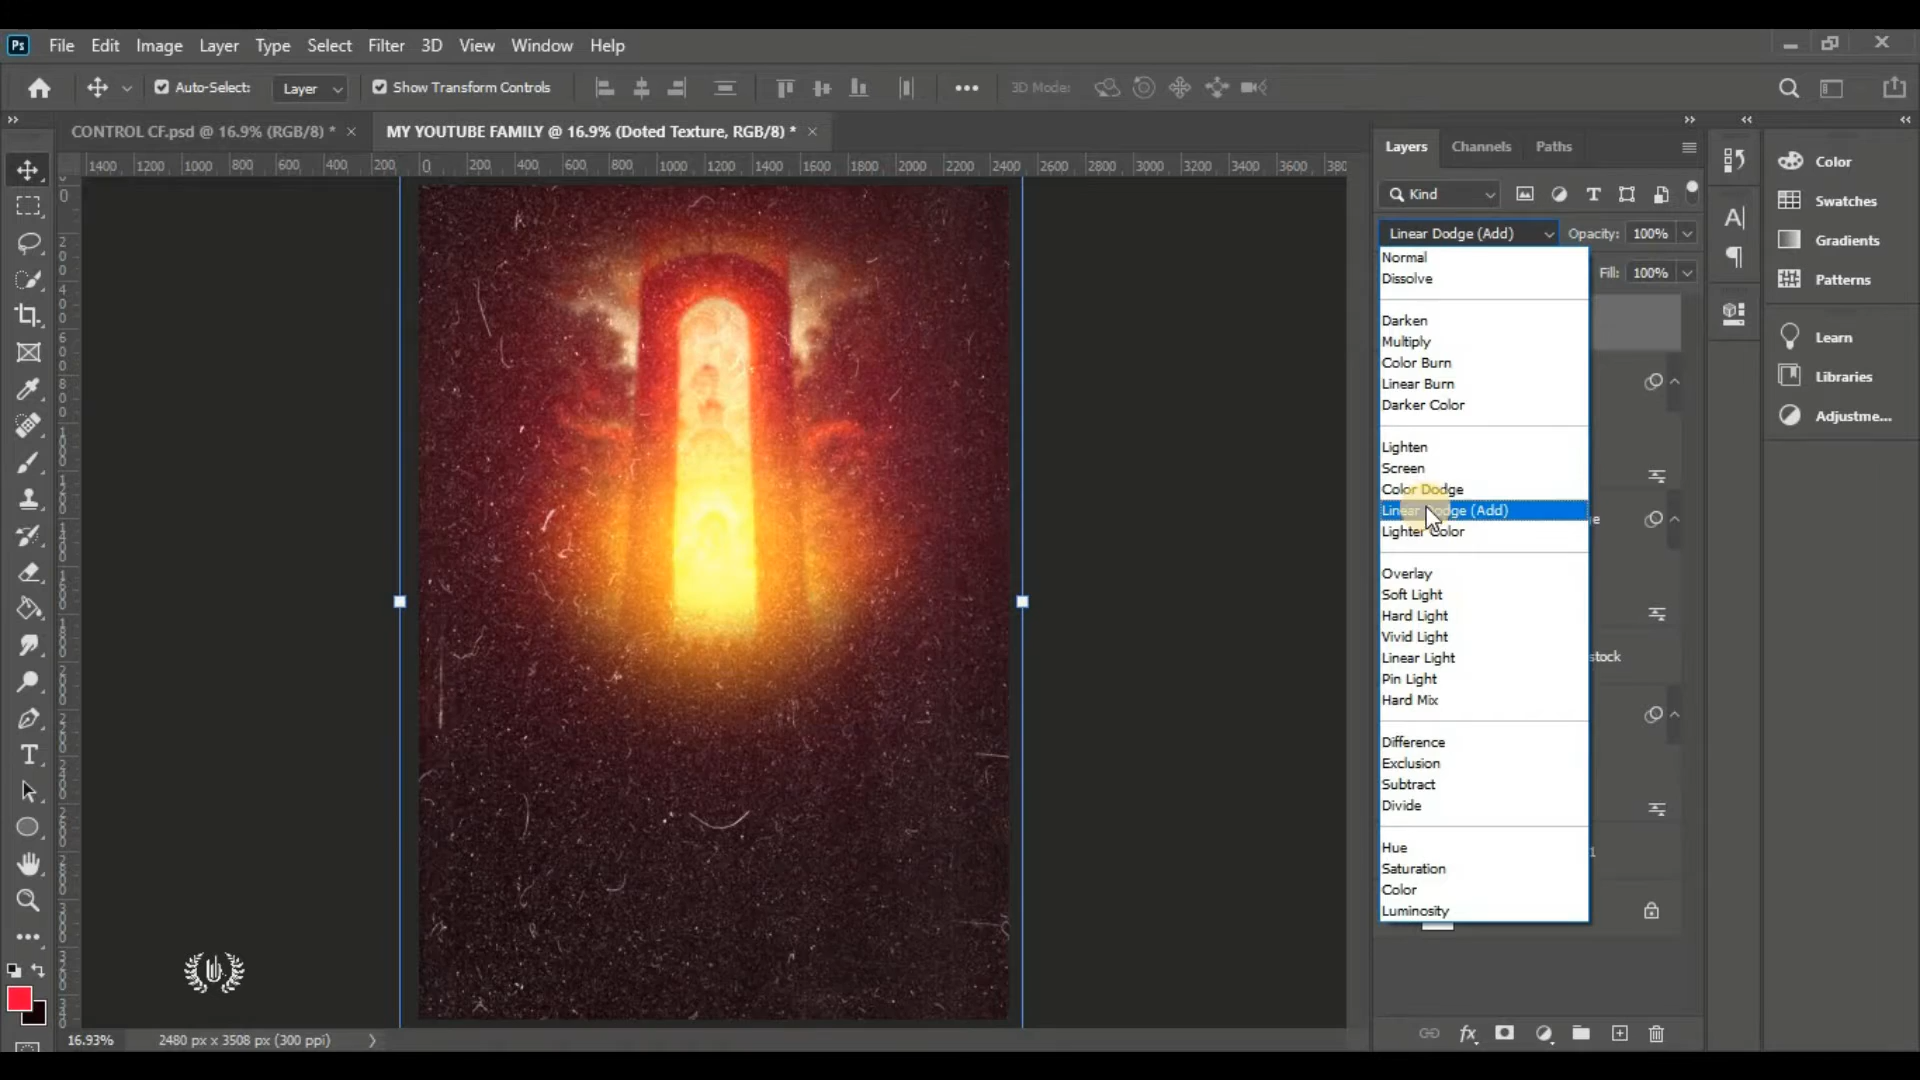 Ps File Edit Image Layer Type Select Filter 3D View Window Help
Auto-Select: Layer Show Transform Controls 3D Mode:
CONTROL CF.psd @ 16.9% (RGB/8) * MY YOUTUBE FAMILY @ 16.9% (Doted Texture, RGB/8) *
1400 1200 1000 800 600 400 200 0 200 400 600 800 1000 1200 1400 1600 1800 2000 2200 2400 2600 2800 3000 3200 3400 3600
Layers Channels Paths
Kind
Linear Dodge (Add) Opacity: 100%
Fill: 100%
Normal
Dissolve
Darken
Multiply
Color Burn
Linear Burn
Darker Color
Lighten
Screen
Color Dodge
Linear Dodge (Add)
Lighter Color
Overlay
Soft Light
Hard Light
Vivid Light
Linear Light
Pin Light
Hard Mix
Difference
Exclusion
Subtract
Divide
Hue
Saturation
Color
Luminosity
stock
Color
Swatches
Gradients
Patterns
Learn
Libraries
Adjustme...
16.93% 2480 px x 3508 px (300 ppi)